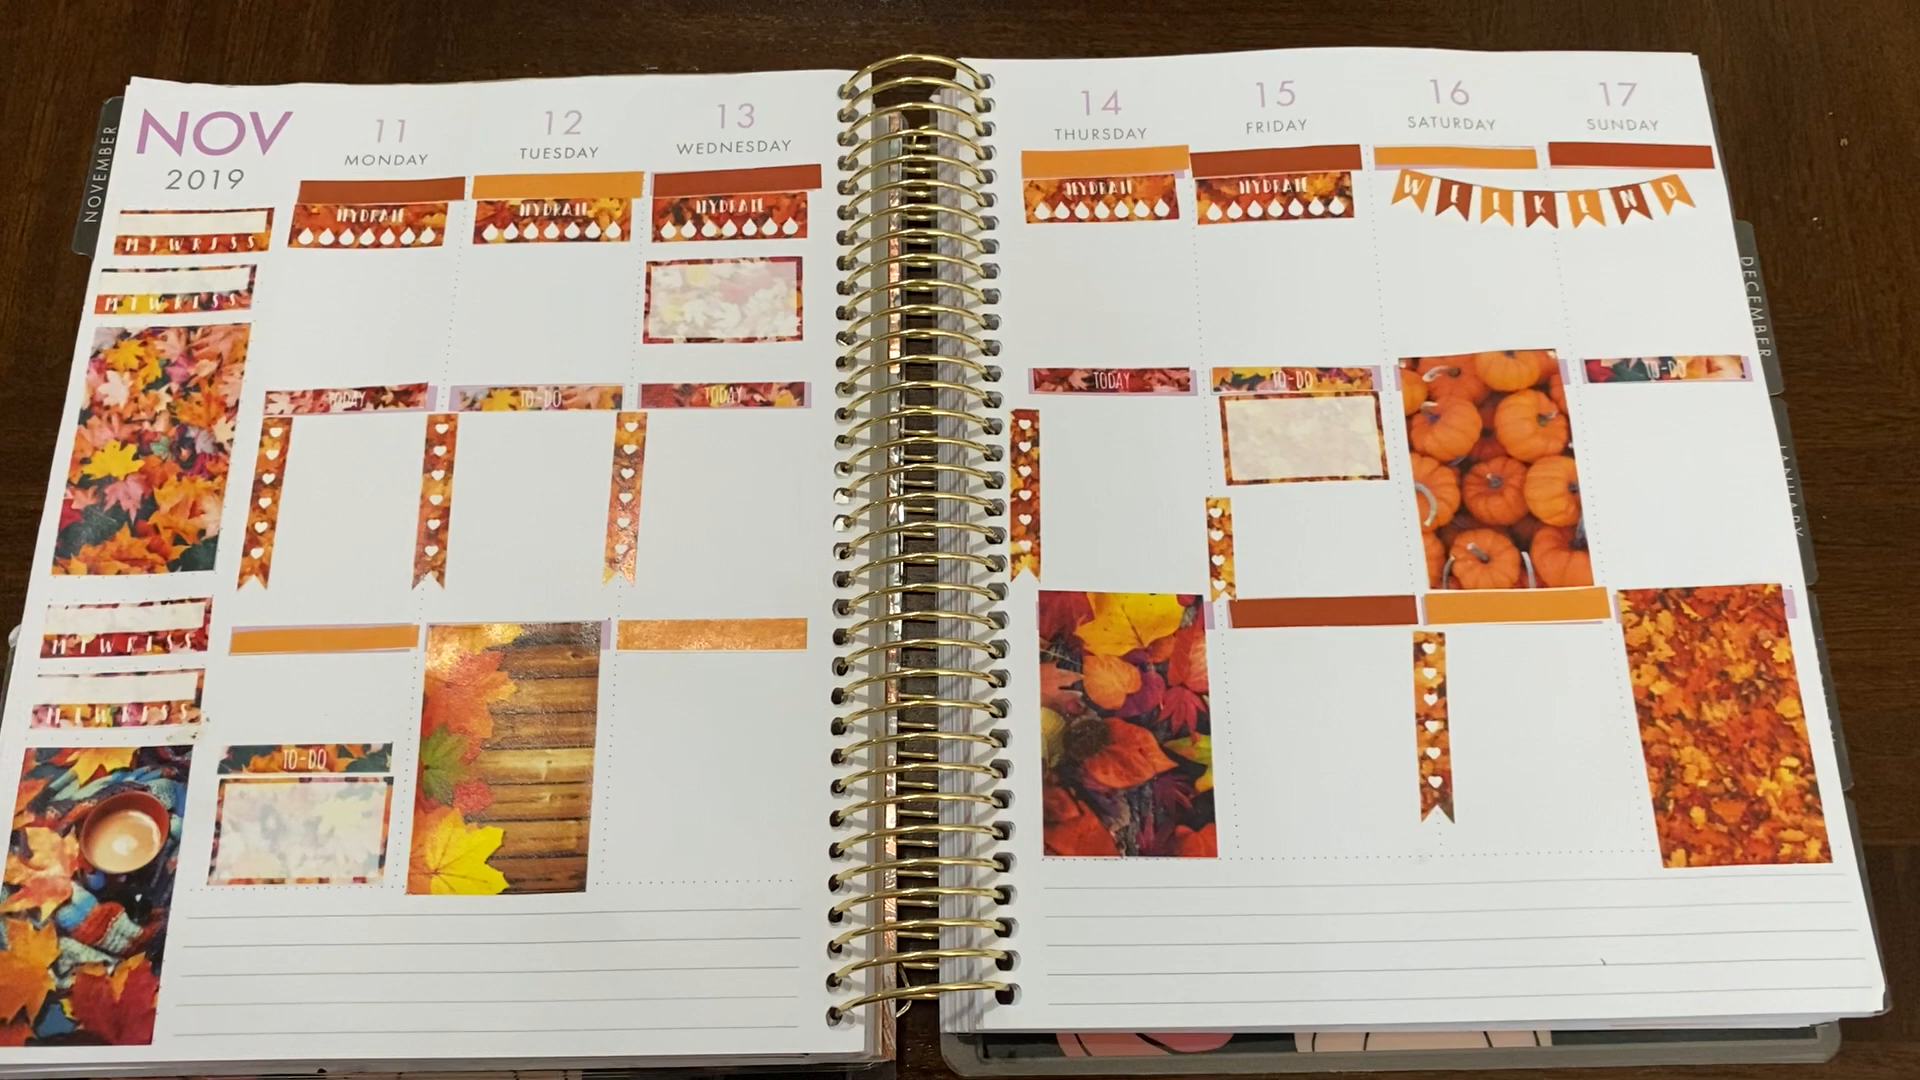 NOVEMBER
NOV
2019
11
MONDAY
12
TUESDAY
13
WEDNESDAY
14
THURSDAY
15
FRIDAY
16
SATURDAY
17
SUNDAY
HYDRATE
HYDRATE
HYDRATE
HYDRATE
HYDRATE
WEEKEND
M T W R F S S
M T W R F S S
TODAY
TO-DO
TODAY
TODAY
TO-DO
TO-DO
M T W R F S S
M T W R F S S
TO-DO
DECEMBER
JANUARY